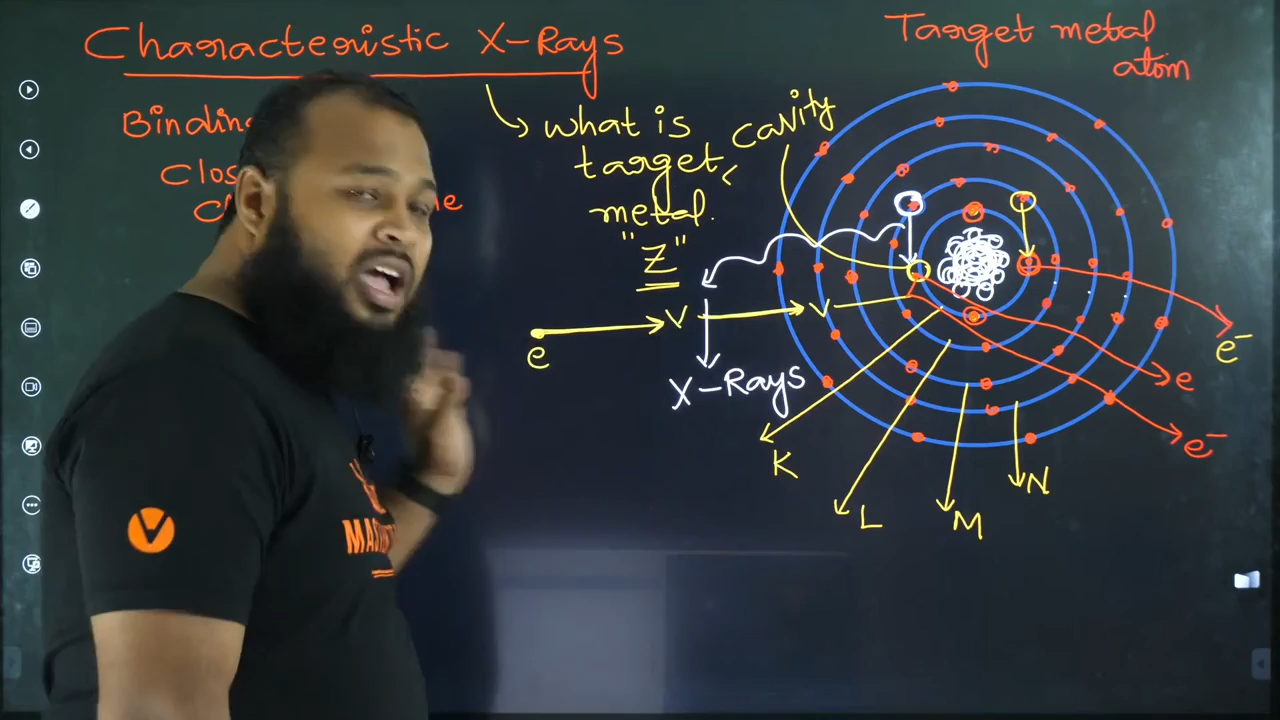 Characteristic X-Rays
Target metal
atom
what is
target
metal.
"Z"
cavity
e
V
V
X-Rays
K
L
M
N
e⁻
e
e⁻
V